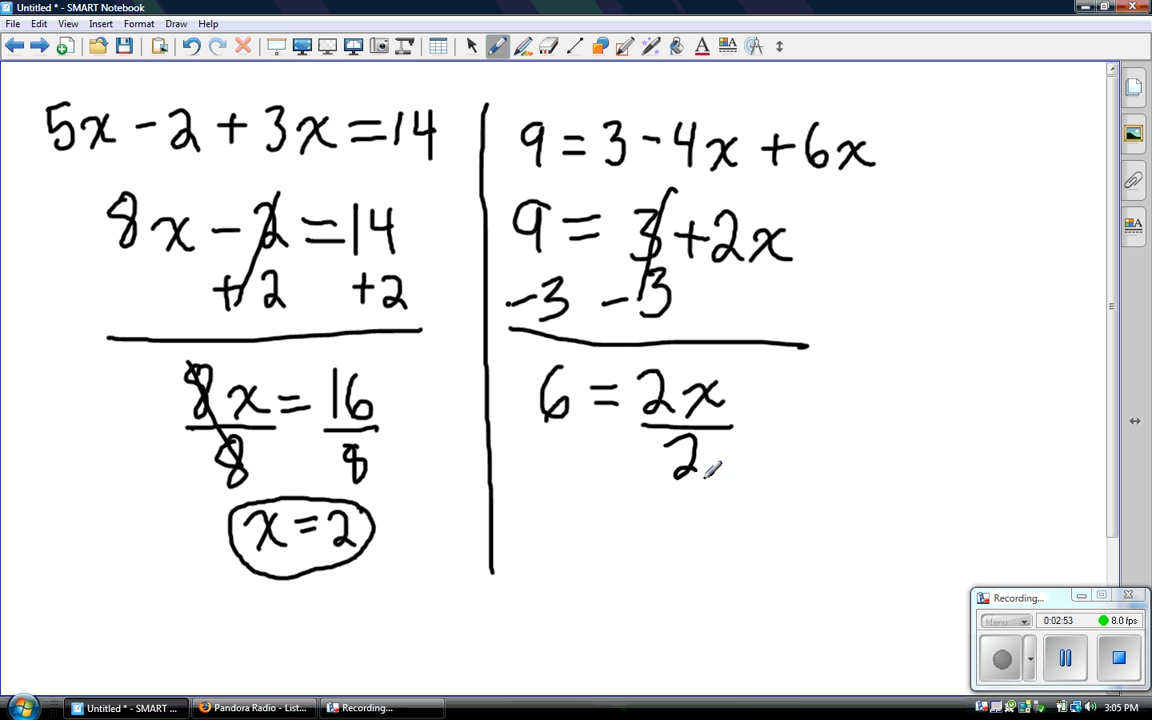 Untitled * - SMART Notebook
File Edit View Insert Format Draw Help
5x - 2 + 3x = 14
8x - 2 = 14
+ 2 +2
8x = 16
8 8
x = 2
9 = 3 - 4x + 6x
9 = 3 + 2x
-3 -3
6 = 2x
2
Recording...
Menu
0:02:53 8.0 fps
Untitled * - SMART ... Pandora Radio - List... Recording... 3:05 PM